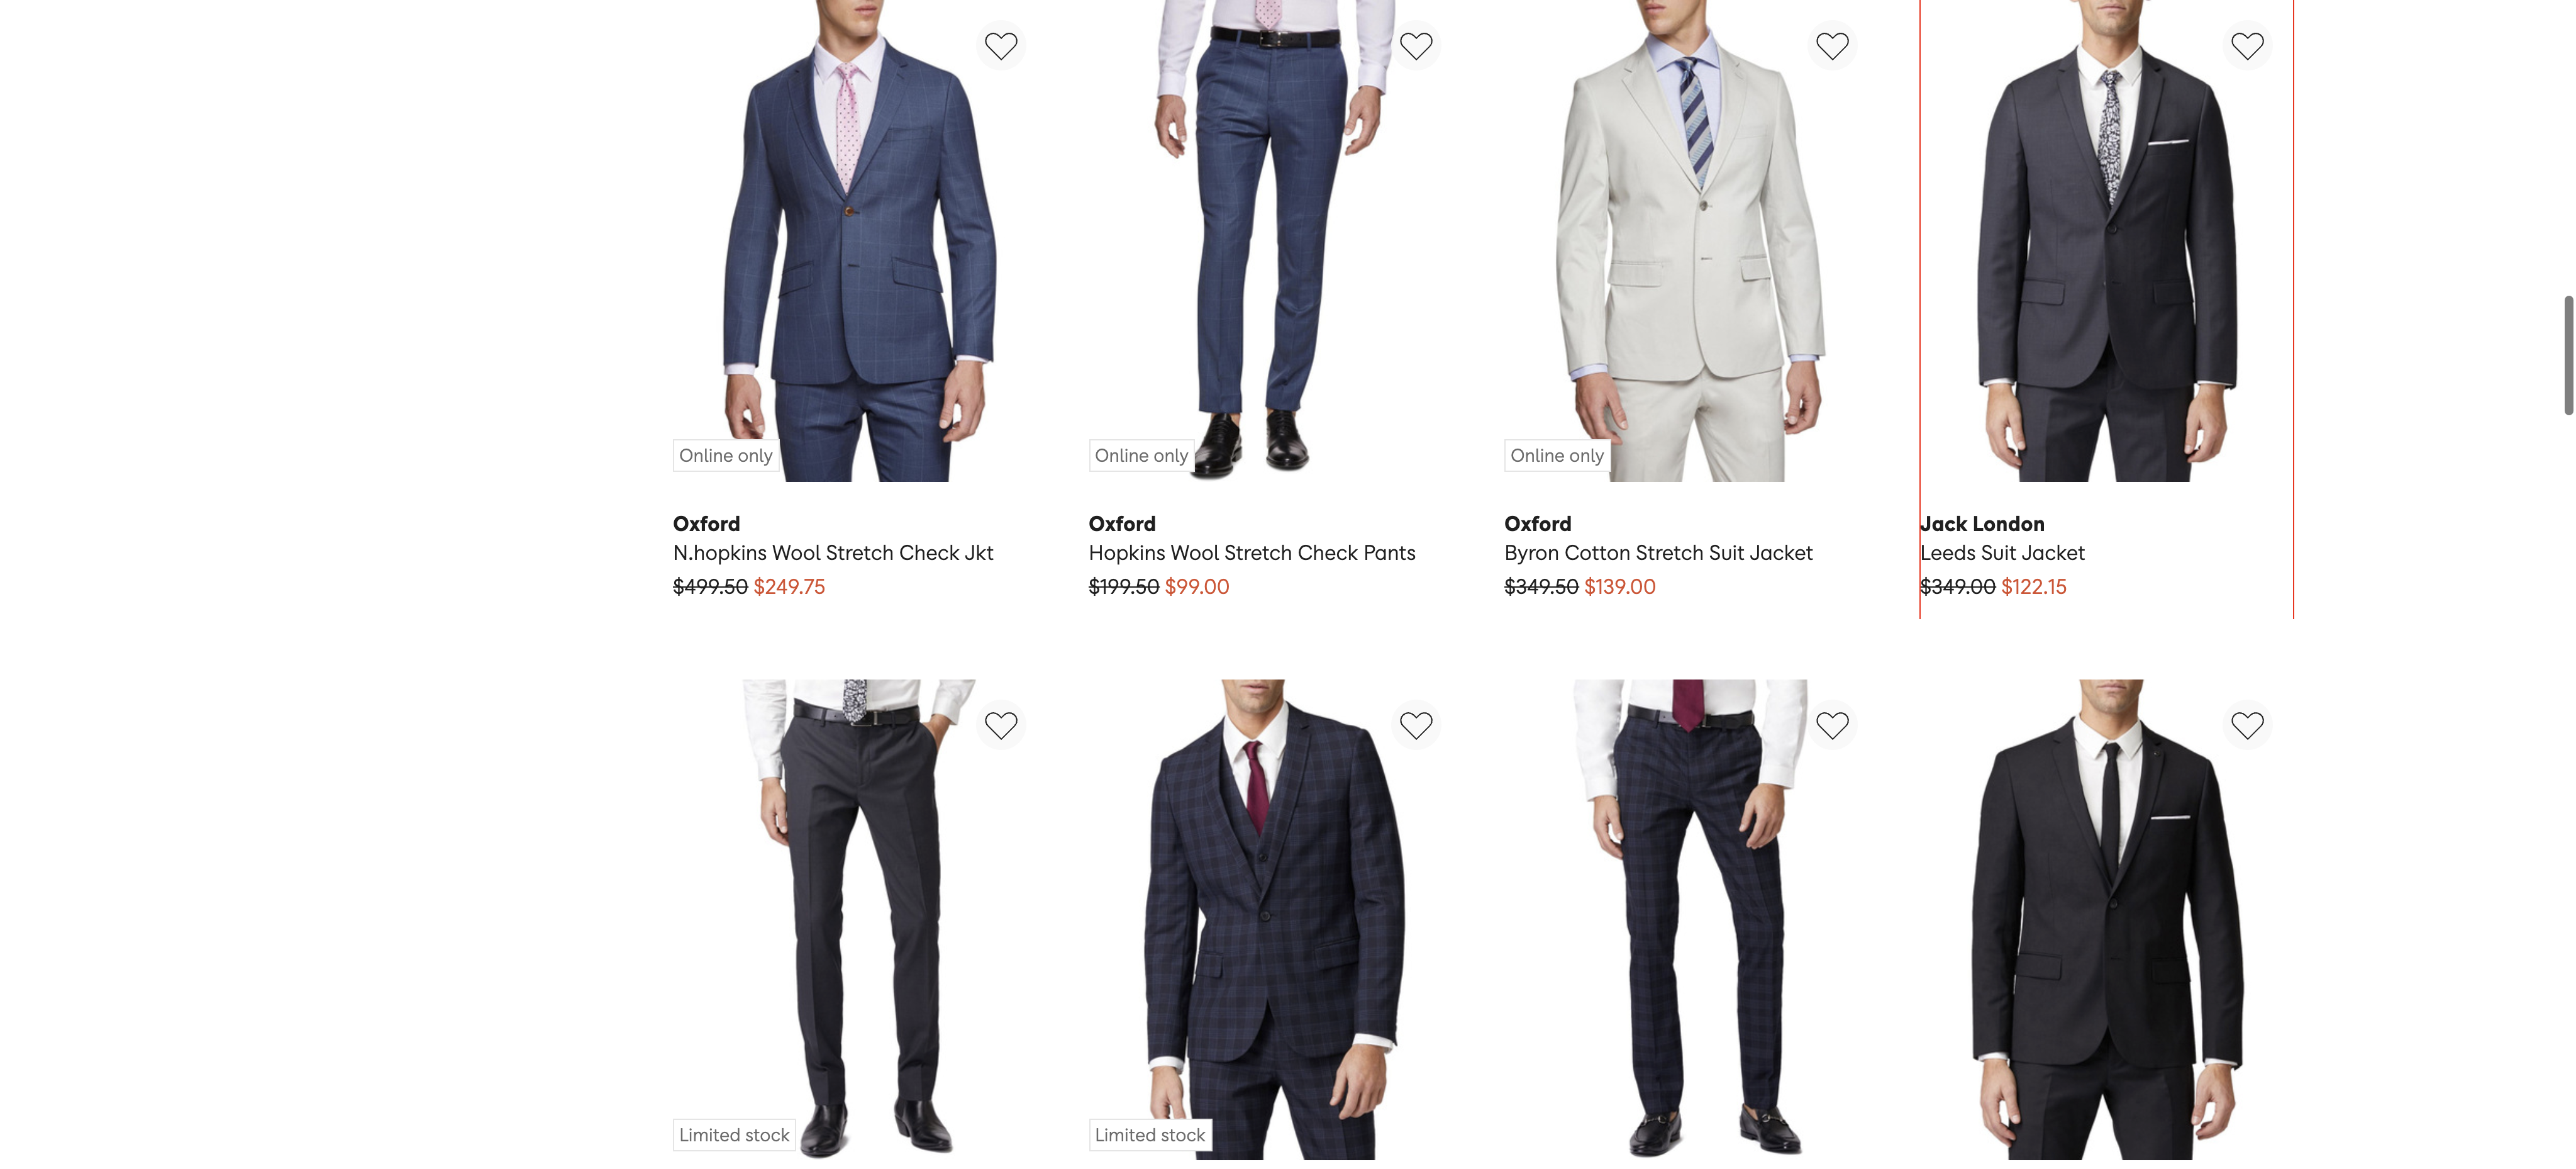 Online only
Online only
Online only
Oxford
N.hopkins Wool Stretch Check Jkt
$499.50 $249.75
Oxford
Hopkins Wool Stretch Check Pants
$199.50 $99.00
Oxford
Byron Cotton Stretch Suit Jacket
$349.50 $139.00
Jack London
Leeds Suit Jacket
$349.00 $122.15
Limited stock
Limited stock